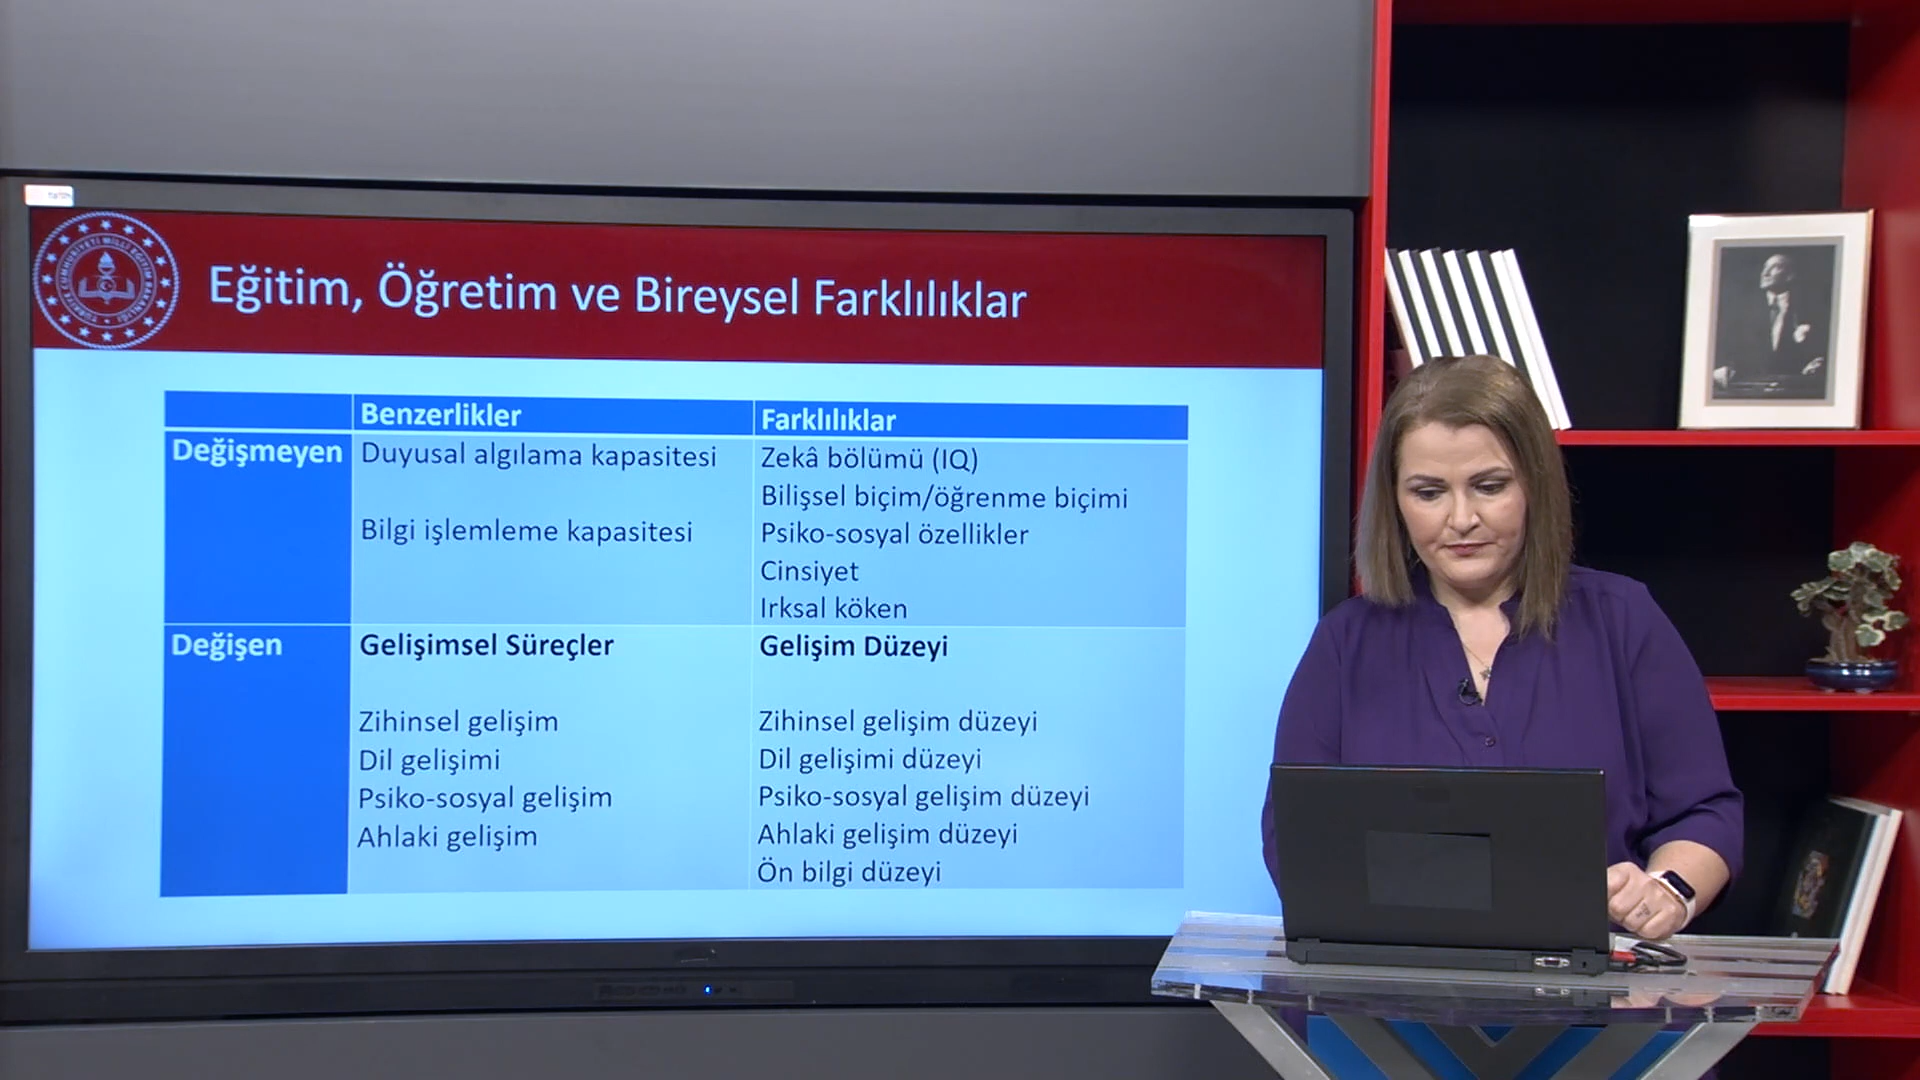 Eğitim, Öğretim ve Bireysel Farklılıklar
Benzerlikler Farklılıklar
Değişmeyen Duyusal algılama kapasitesi Zekâ bölümü (IQ)
Bilişsel biçim/öğrenme biçimi
Bilgi işlemleme kapasitesi Psiko-sosyal özellikler
Cinsiyet
Irksal köken
Değişen Gelişimsel Süreçler Gelişim Düzeyi
Zihinsel gelişim Zihinsel gelişim düzeyi
Dil gelişimi Dil gelişimi düzeyi
Psiko-sosyal gelişim Psiko-sosyal gelişim düzeyi
Ahlaki gelişim Ahlaki gelişim düzeyi
Ön bilgi düzeyi